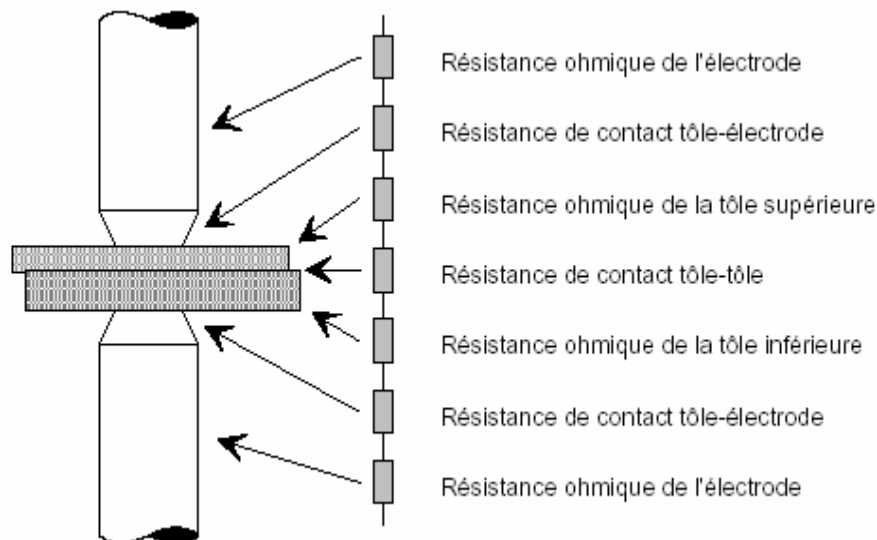 Résistance ohmique de l'électrode
Résistance de contact tôle-électrode
Résistance ohmique de la tôle supérieure
Résistance de contact tôle-tôle
Résistance ohmique de la tôle inférieure
Résistance de contact tôle-électrode
Résistance ohmique de l'électrode